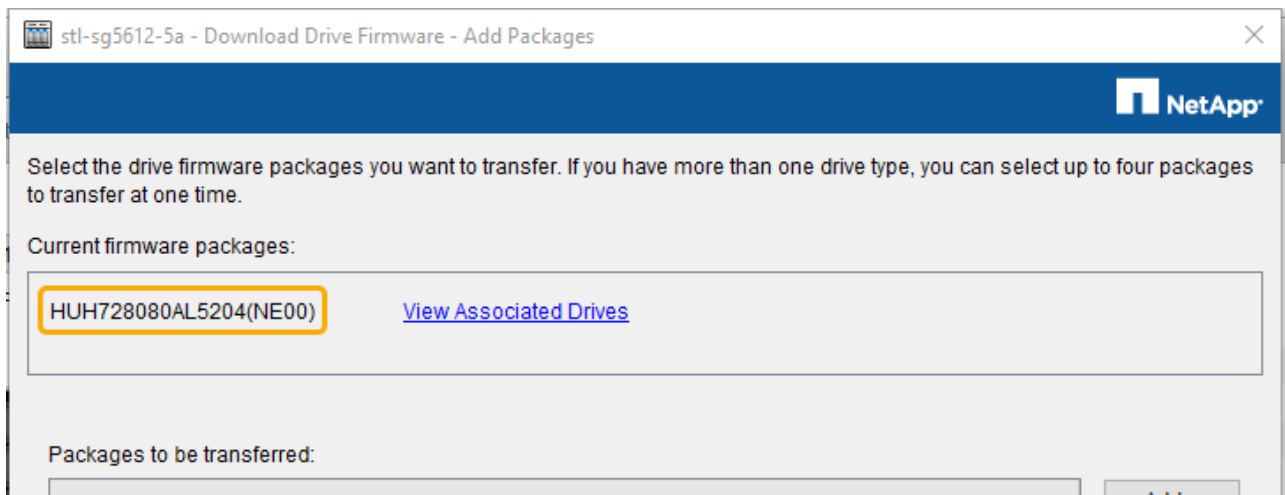 stl-sg5612-5a - Download Drive Firmware - Add Packages
NetApp
Select the drive firmware packages you want to transfer. If you have more than one drive type, you can select up to four packages
to transfer at one time.
Current firmware packages:
HUH728080AL5204(NE00) View Associated Drives
Packages to be transferred: